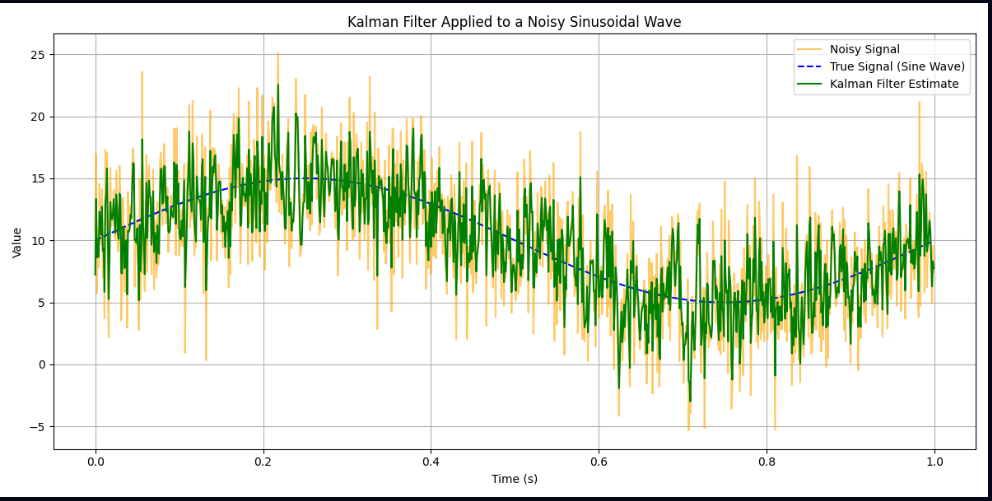 Kalman Filter Applied to a Noisy Sinusoidal Wave
Noisy Signal
True Signal (Sine Wave)
Kalman Filter Estimate
Value
25
20
15
10
5
0
−5
0.0 0.2 0.4 0.6 0.8 1.0
Time (s)